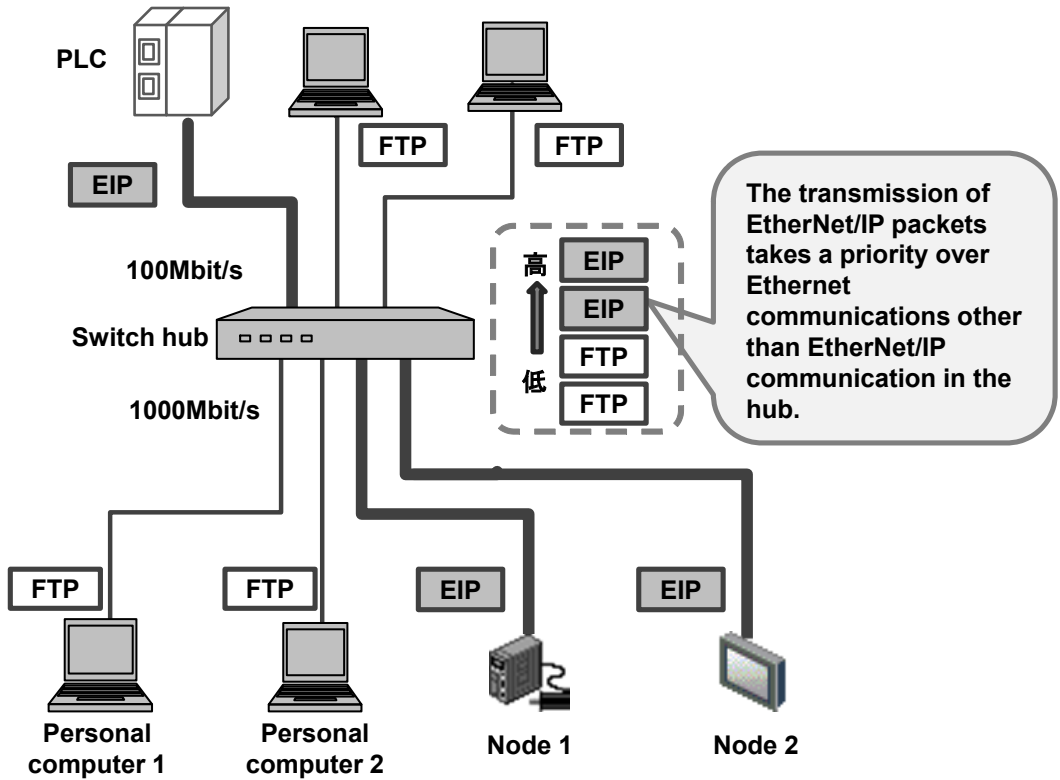 PLC
FTP
FTP
EIP
100Mbit/s
Switch hub
1000Mbit/s
高
低
EIP
EIP
FTP
FTP
The transmission of
EtherNet/IP packets
takes a priority over
Ethernet
communications other
than EtherNet/IP
communication in the
hub.
FTP
FTP
EIP
EIP
Personal
computer 1
Personal
computer 2
Node 1
Node 2